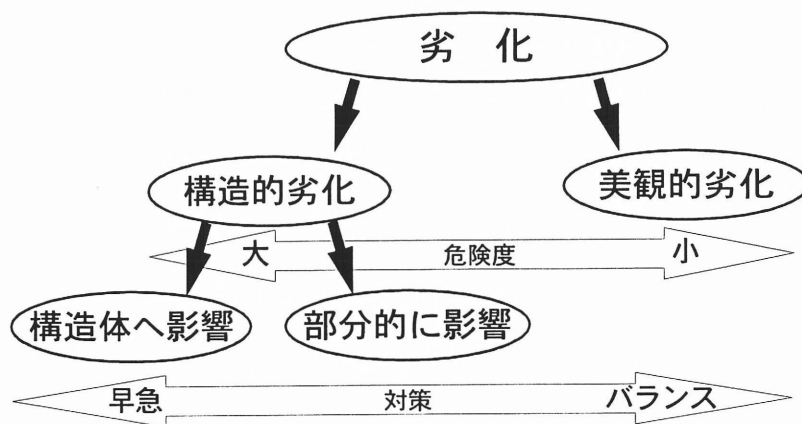 劣 化
構造的劣化
美観的劣化
大 危険度 小
構造体へ影響
部分的に影響
早急 対策 バランス